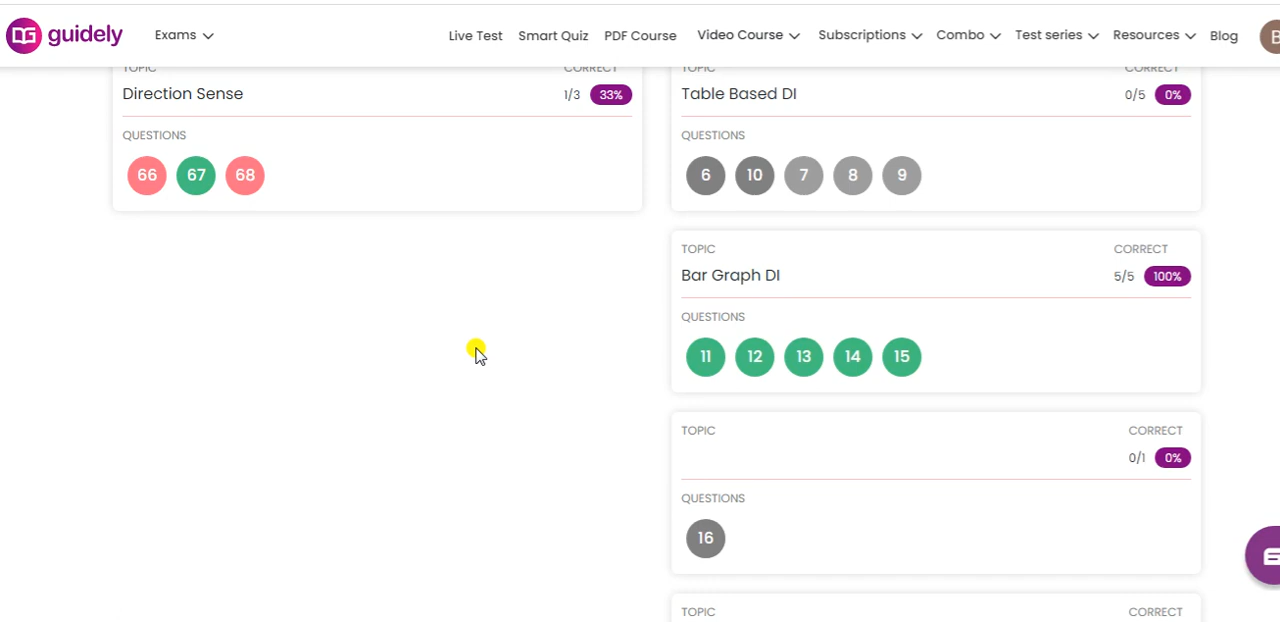 guidely
Exams
Live Test
Smart Quiz
PDF Course
Video Course
Subscriptions
Combo
Test series
Resources
Blog
B
TOPIC
CORRECT
Direction Sense
1/3
33%
QUESTIONS
66 67 68
TOPIC
CORRECT
Table Based DI
0/5
0%
QUESTIONS
6 10 7 8 9
TOPIC
CORRECT
Bar Graph DI
5/5
100%
QUESTIONS
11 12 13 14 15
TOPIC
CORRECT
0/1
0%
QUESTIONS
16
TOPIC
CORRECT